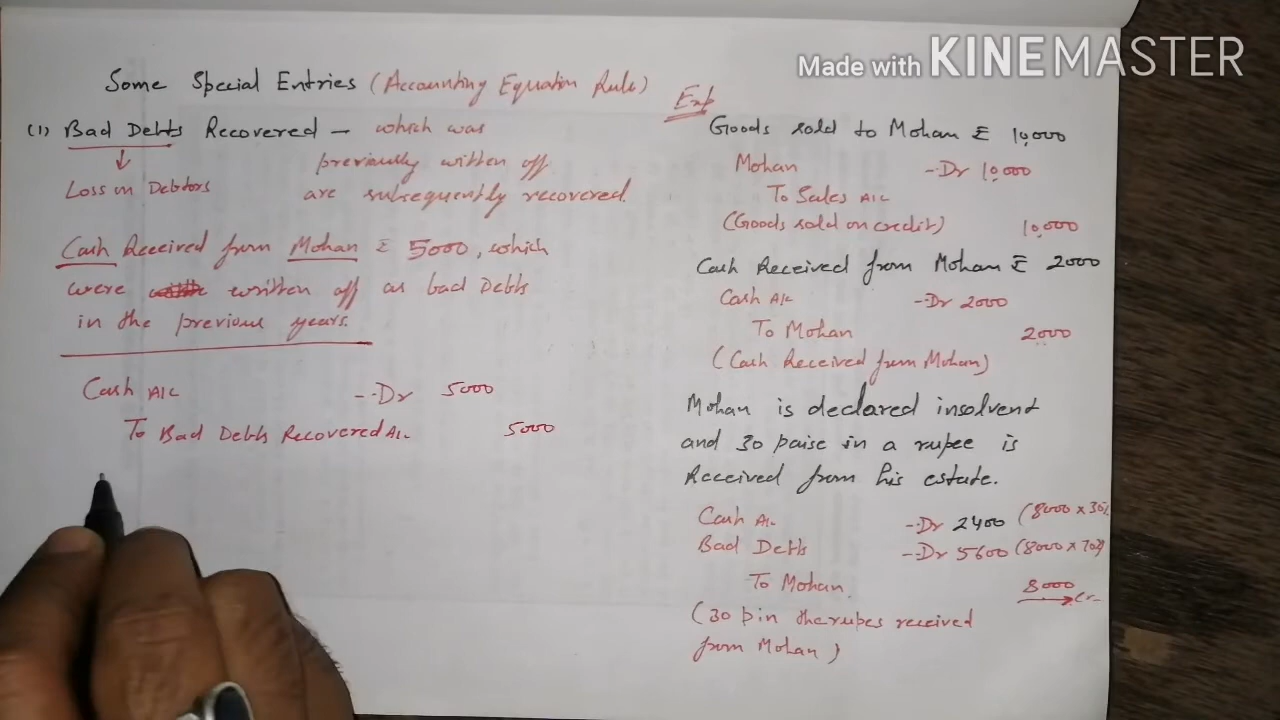 Made with KINEMASTER
Some Special Entries (Accounting Equation Rule)
(1) Bad Debts Recovered – which was
previously written off
are subsequently recovered.
Loss on Debtors
Cash Received from Mohan ₹ 5000, which
were written off as bad Debts
in the previous years.
Cash A/c --Dr 5000
To Bad Debts Recovered A/c 5000
Exp
Goods sold to Mohan ₹ 10,000
Mohan --Dr 10,000
To Sales A/c
(Goods sold on credit) 10,000
Cash Received from Mohan ₹ 2000
Cash A/c --Dr 2000
To Mohan 2000
(Cash Received from Mohan)
Mohan is declared insolvent
and 30 paise in a rupee is
Received from his estate.
Cash A/c --Dr 2400 (8000 x 30%
Bad Debts --Dr 5600 (8000 x 70%)
To Mohan. 8000 Cr-
(30 p in the rupes received
from Mohan)